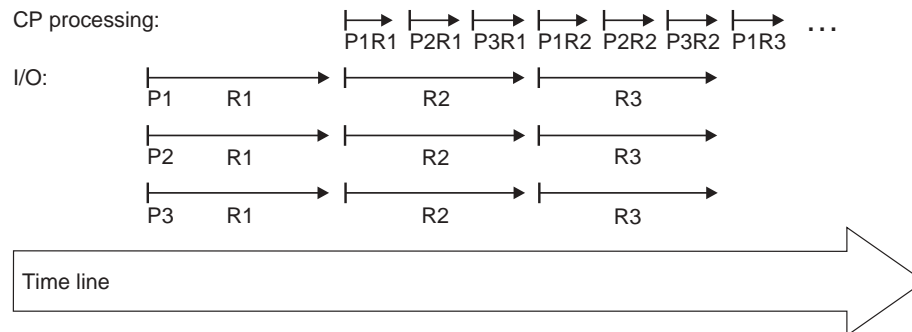 CP processing:
P1R1 P2R1 P3R1 P1R2 P2R2 P3R2 P1R3 ...
I/O:
P1 R1 R2 R3
P2 R1 R2 R3
P3 R1 R2 R3
Time line